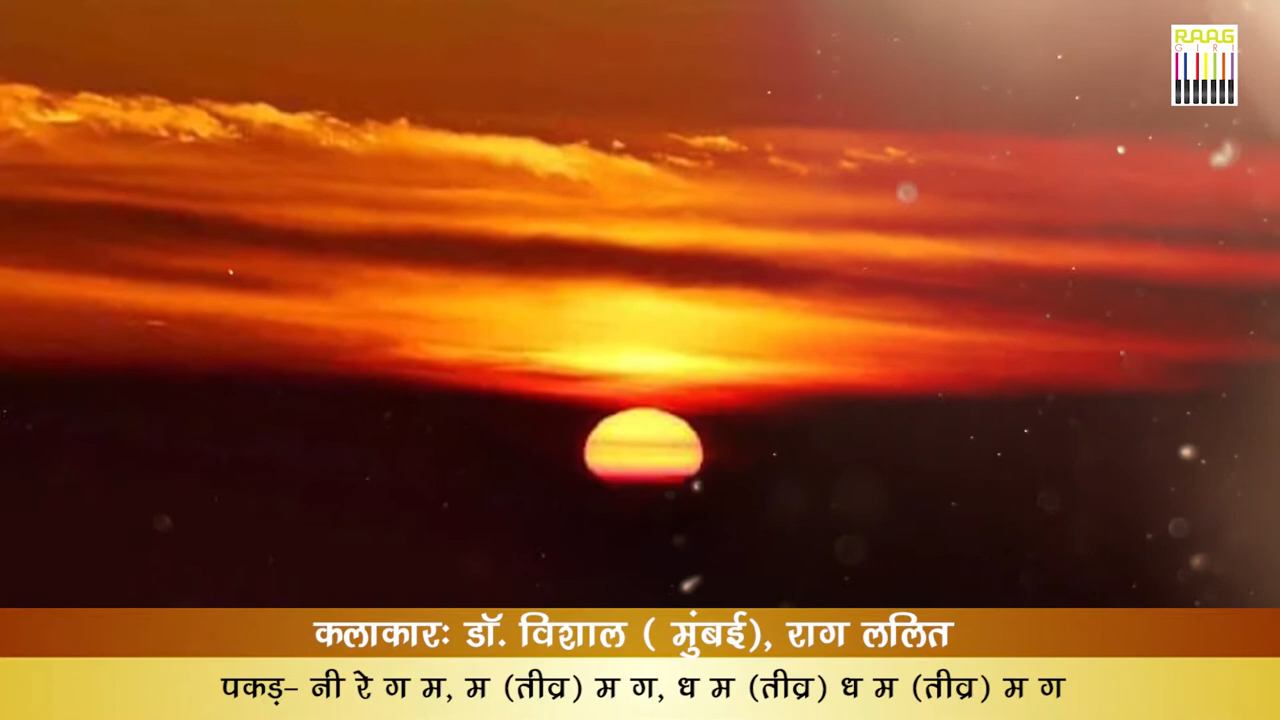 RAAG
GIRI
कलाकारः डॉ. विशाल ( मुंबई), राग ललित
पकड़– नी रे ग म, म (तीव्र) म ग, ध म (तीव्र) ध म (तीव्र) म ग